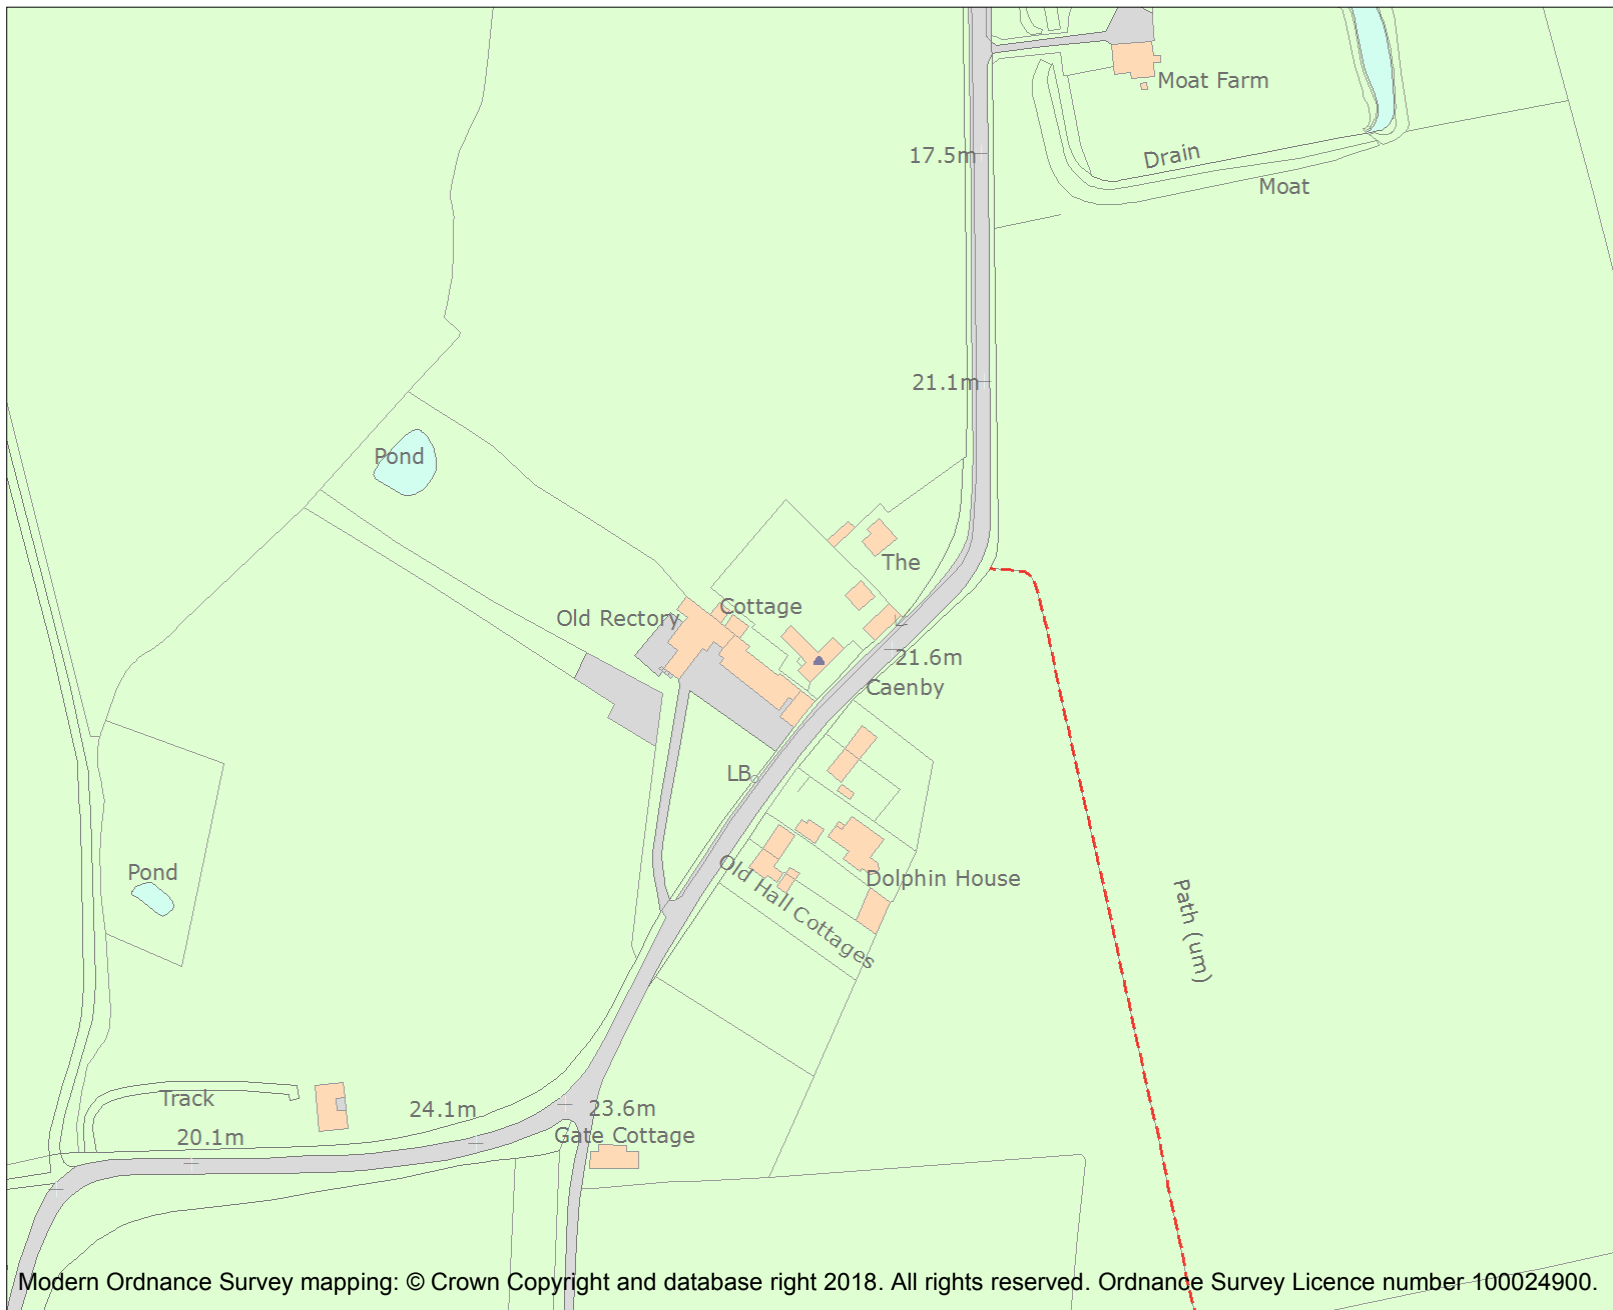 Moat Farm
Drain
17.5m
Moat
21.1m
Pond
The
Cottage
Old Rectory
21.6m
Caenby
LB
Pond
Old Hall Cottages
Dolphin House
Path (um)
Track
24.1m
23.6m
20.1m
Gate Cottage
Modern Ordnance Survey mapping: © Crown Copyright and database right 2018. All rights reserved. Ordnance Survey Licence number 100024900.